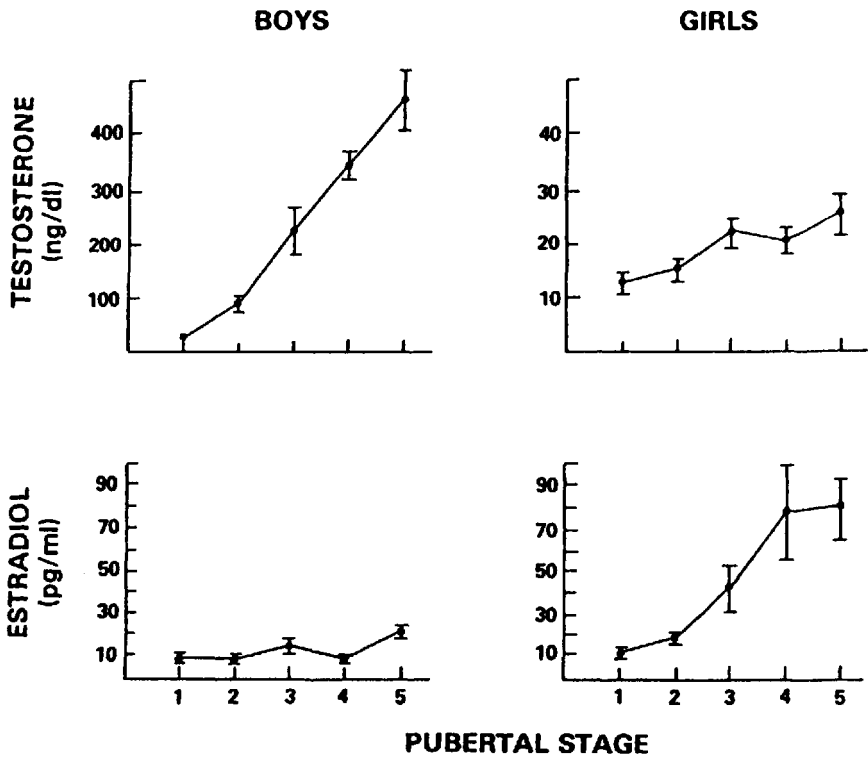 BOYS
GIRLS
TESTOSTERONE
(ng/dl)
400
300
200
100
40
30
20
10
ESTRADIOL
(pg/ml)
90
70
50
30
10
1 2 3 4 5
90
70
50
30
10
1 2 3 4 5
PUBERTAL STAGE